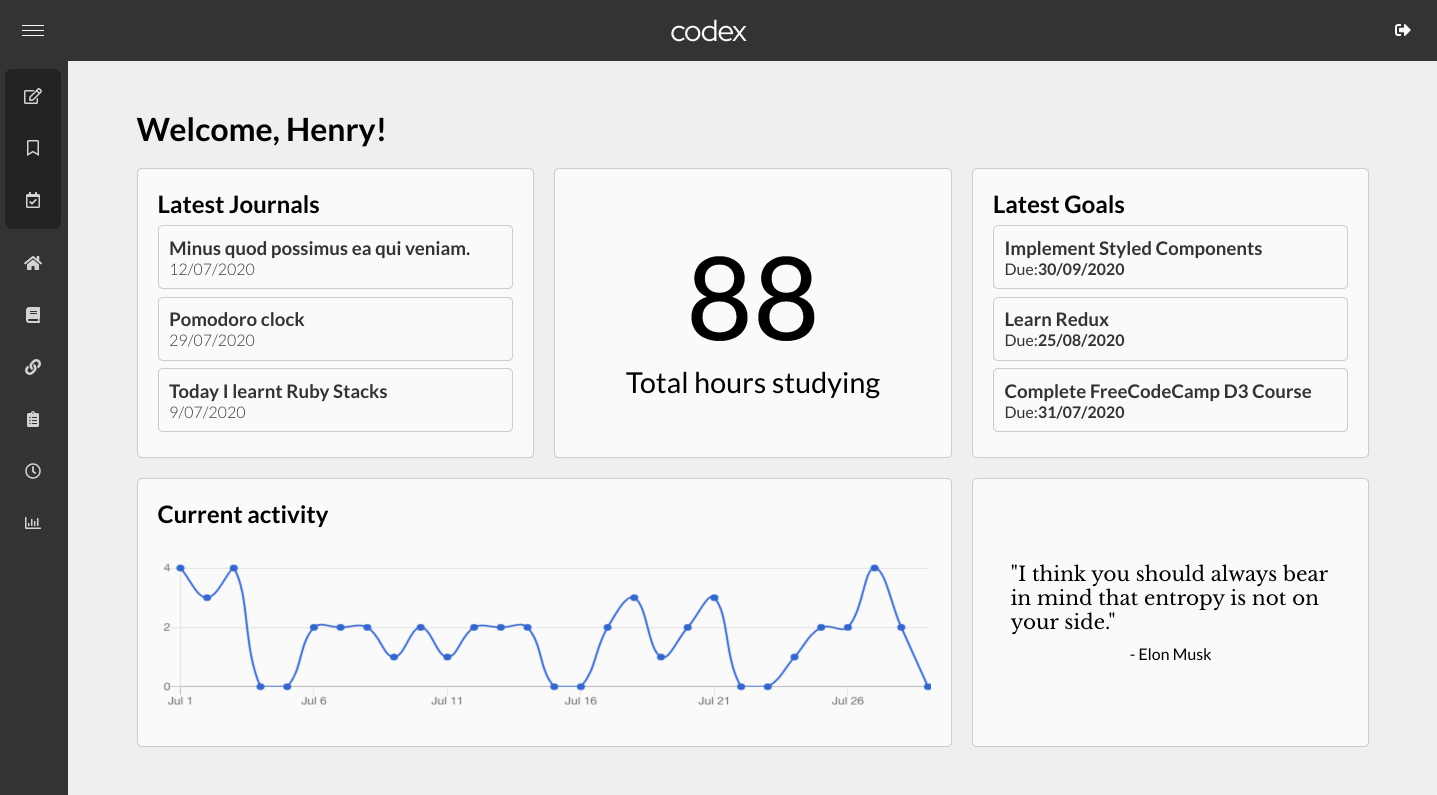 codex
Welcome, Henry!
Latest Journals
Minus quod possimus ea qui veniam.
12/07/2020
Pomodoro clock
29/07/2020
Today I learnt Ruby Stacks
9/07/2020
88
Total hours studying
Latest Goals
Implement Styled Components
Due:30/09/2020
Learn Redux
Due:25/08/2020
Complete FreeCodeCamp D3 Course
Due:31/07/2020
Current activity
4
2
0
Jul 1 Jul 6 Jul 11 Jul 16 Jul 21 Jul 26
"I think you should always bear
in mind that entropy is not on
your side."
- Elon Musk